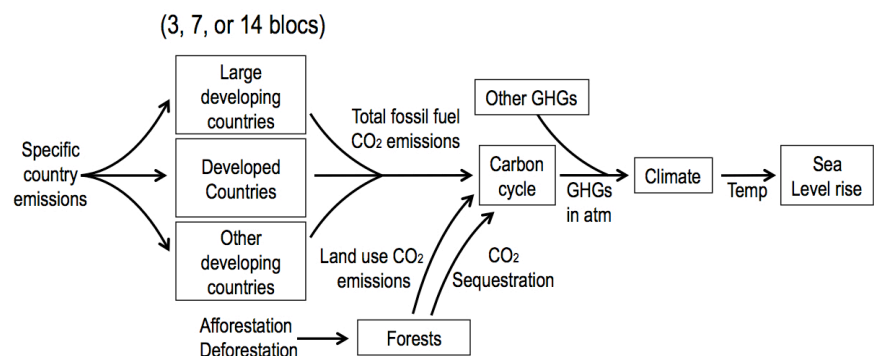 (3, 7, or 14 blocs)
Large
developing
countries
Specific
country
emissions
Developed
Countries
Other
developing
countries
Total fossil fuel
CO₂ emissions
Other GHGs
Carbon
cycle
GHGs
in atm
Climate
Temp
Sea
Level rise
Land use CO₂
emissions
CO₂
Sequestration
Afforestation
Deforestation
Forests